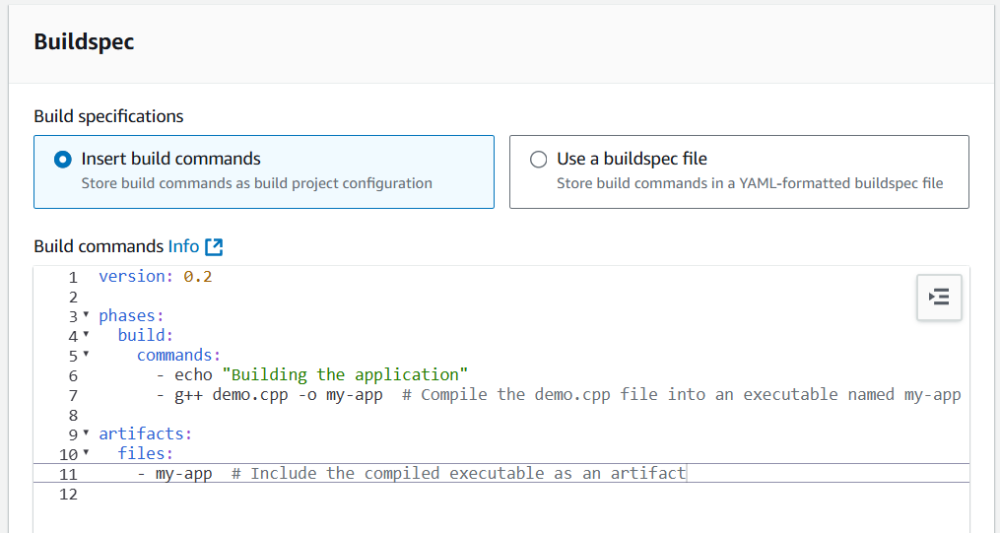 Buildspec
Build specifications
Insert build commands
Store build commands as build project configuration
Use a buildspec file
Store build commands in a YAML-formatted buildspec file
Build commands Info
1 version: 0.2
2
3 phases:
4   build:
5     commands:
6       - echo "Building the application"
7       - g++ demo.cpp -o my-app  # Compile the demo.cpp file into an executable named my-app
8
9 artifacts:
10   files:
11     - my-app  # Include the compiled executable as an artifact
12